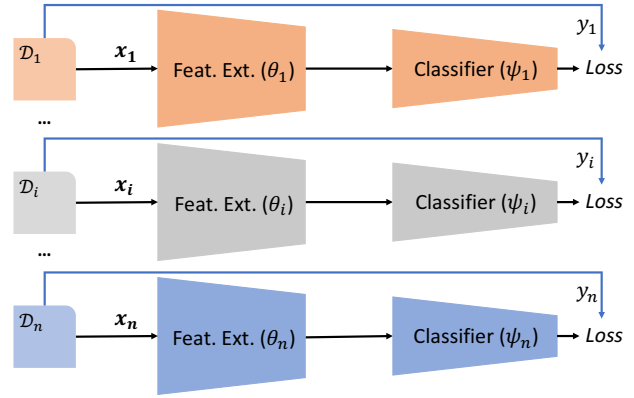 y₁
𝒟₁
x₁
Feat. Ext. (θ₁)
Classifier (ψ₁)
Loss
...
yᵢ
𝒟ᵢ
xᵢ
Feat. Ext. (θᵢ)
Classifier (ψᵢ)
Loss
...
yₙ
𝒟ₙ
xₙ
Feat. Ext. (θₙ)
Classifier (ψₙ)
Loss